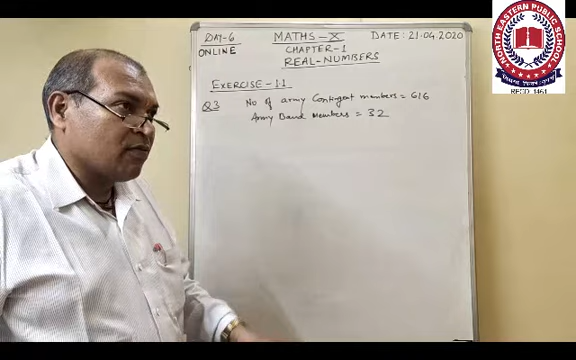 DAY-6
ONLINE
MATHS-X
CHAPTER-1
REAL-NUMBERS
DATE: 21.04.2020
EXERCISE-1.1
Q3 No of army Contingent members = 616
Army Band Members = 32
NORTH EASTERN PUBLIC SCHOOL
REGD. 1461